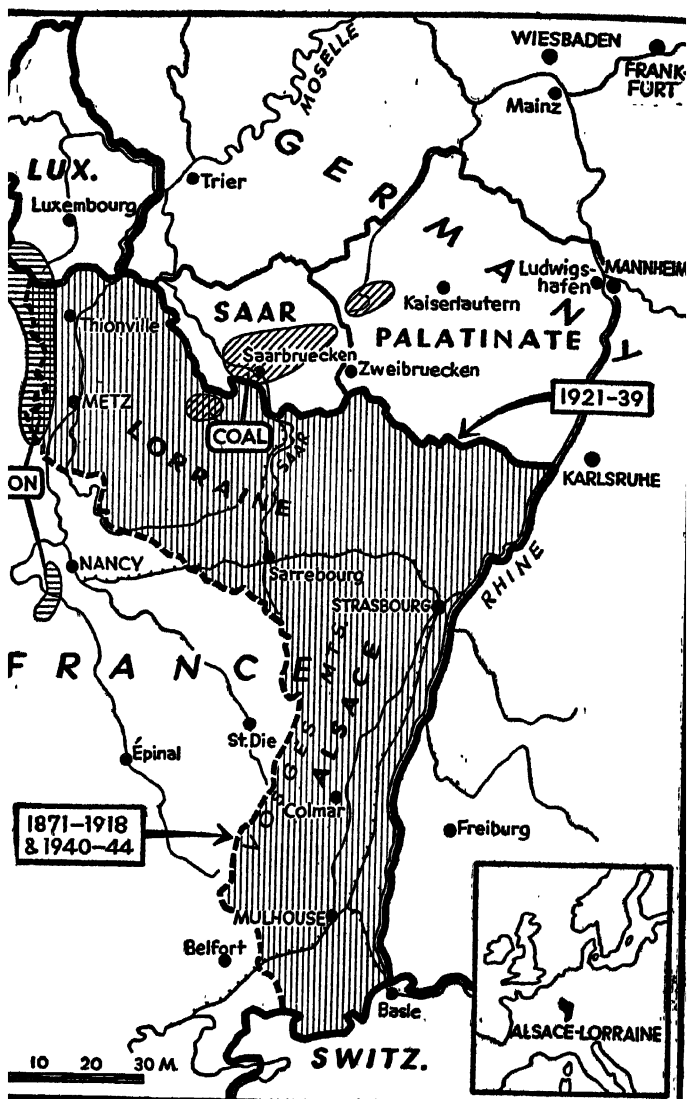 WIESBADEN
FRANK-
FURT
Mainz
MOSELLE
GERMANY
LUX.
Trier
Luxembourg
Ludwigs-
hafen
MANNHEIM
Kaiserlautern
SAAR
PALATINATE
Thionville
Saarbruecken
Zweibruecken
1921-39
METZ
COAL
LORRAINE
SAAR
KARLSRUHE
ON
NANCY
Sarrebourg
RHINE
STRASBOURG
FRANCE
VOSGES MTS.
ALSACE
St.Die
Épinal
Colmar
1871-1918
& 1940-44
Freiburg
MULHOUSE
Belfort
Basle
ALSACE-LORRAINE
SWITZ.
10 20 30 M.